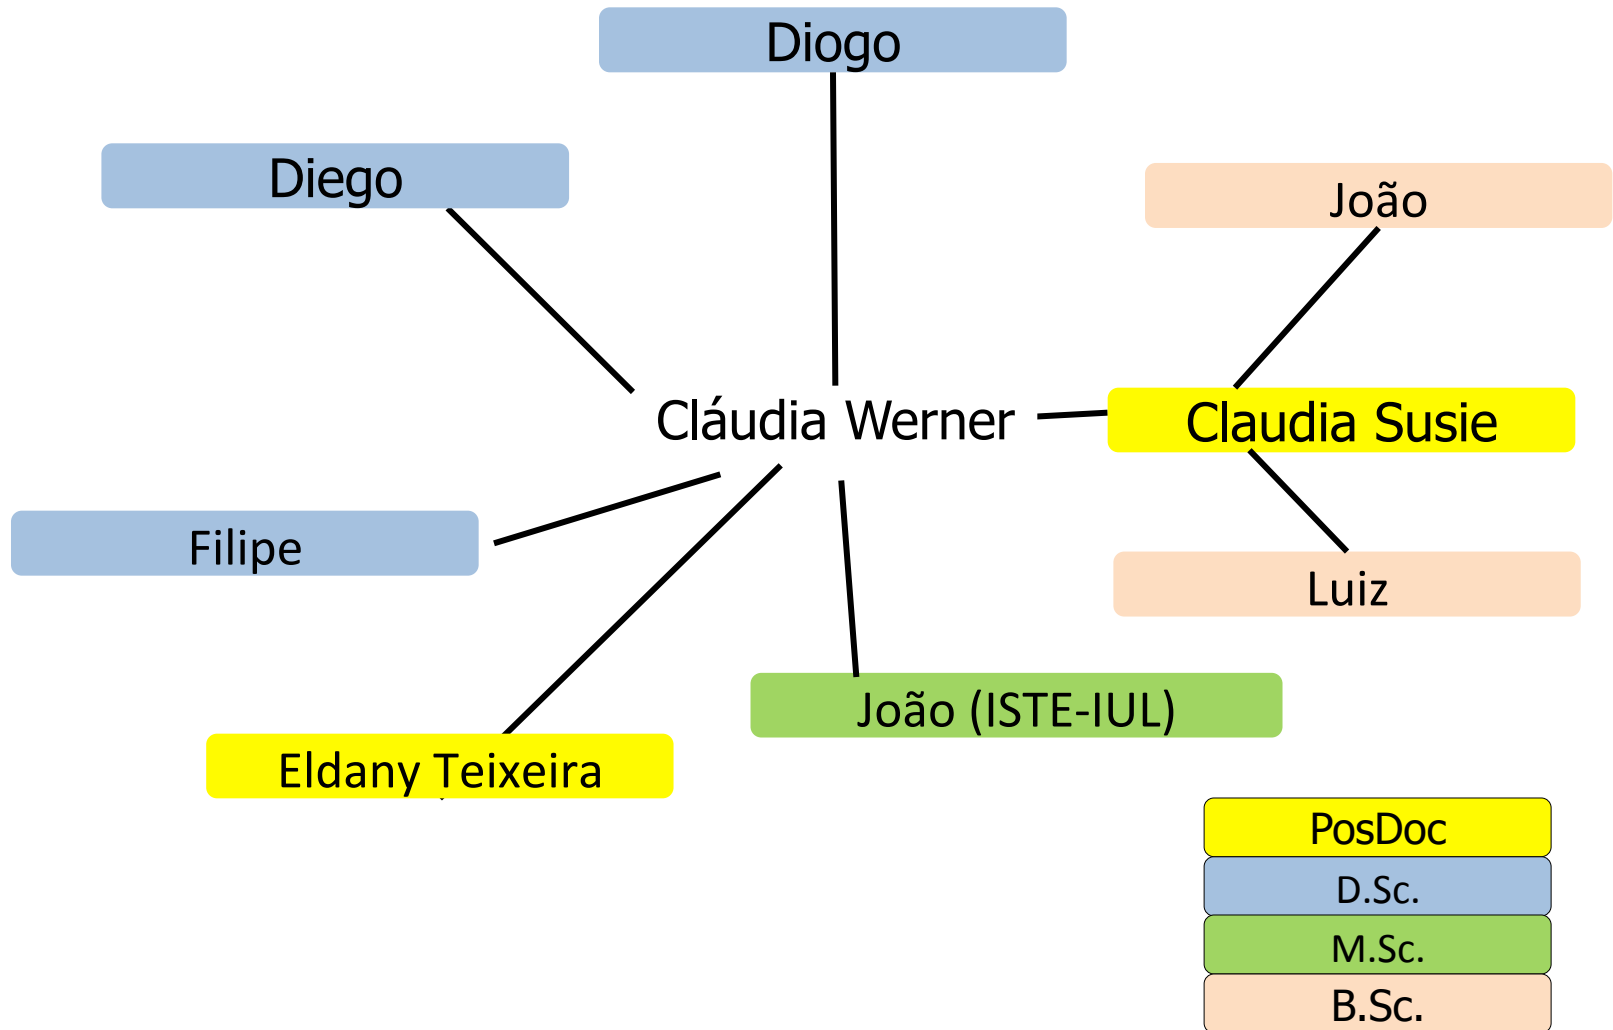 Diogo
Diego
João
Cláudia Werner
Claudia Susie
Filipe
Luiz
João (ISTE-IUL)
Eldany Teixeira
PosDoc
D.Sc.
M.Sc.
B.Sc.